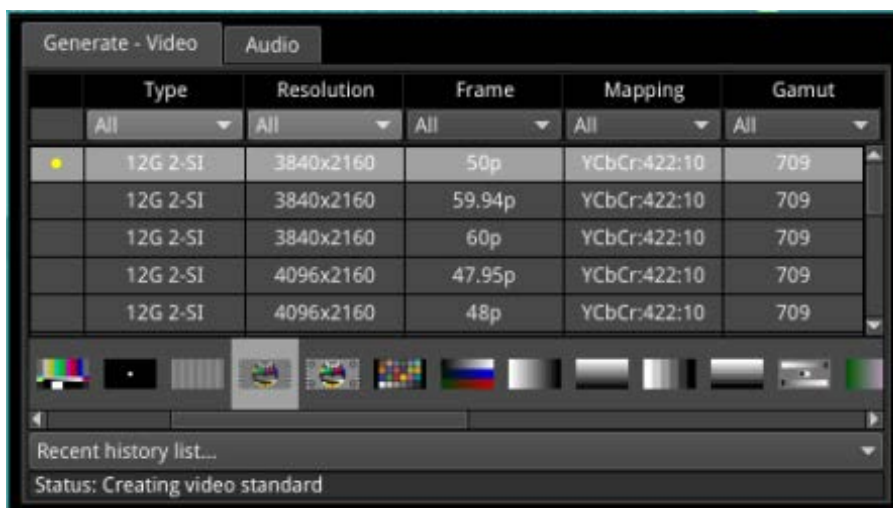 Generate - Video Audio
Type Resolution Frame Mapping Gamut
All All All All All
12G 2-SI 3840x2160 50p YCbCr:422:10 709
12G 2-SI 3840x2160 59.94p YCbCr:422:10 709
12G 2-SI 3840x2160 60p YCbCr:422:10 709
12G 2-SI 4096x2160 47.95p YCbCr:422:10 709
12G 2-SI 4096x2160 48p YCbCr:422:10 709
Recent history list...
Status: Creating video standard